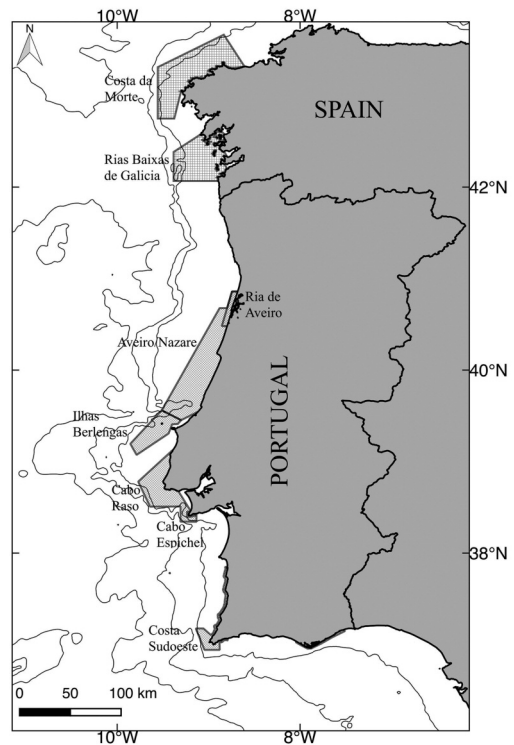 10°W 8°W
N
Costa da
Morte
SPAIN
Rias Baixas
de Galicia
42°N
Ria de
Aveiro
Aveiro/Nazare
40°N
PORTUGAL
Ilhas
Berlengas
Cabo
Raso
Cabo
Espichel
38°N
Costa
Sudoeste
0 50 100 km
10°W 8°W